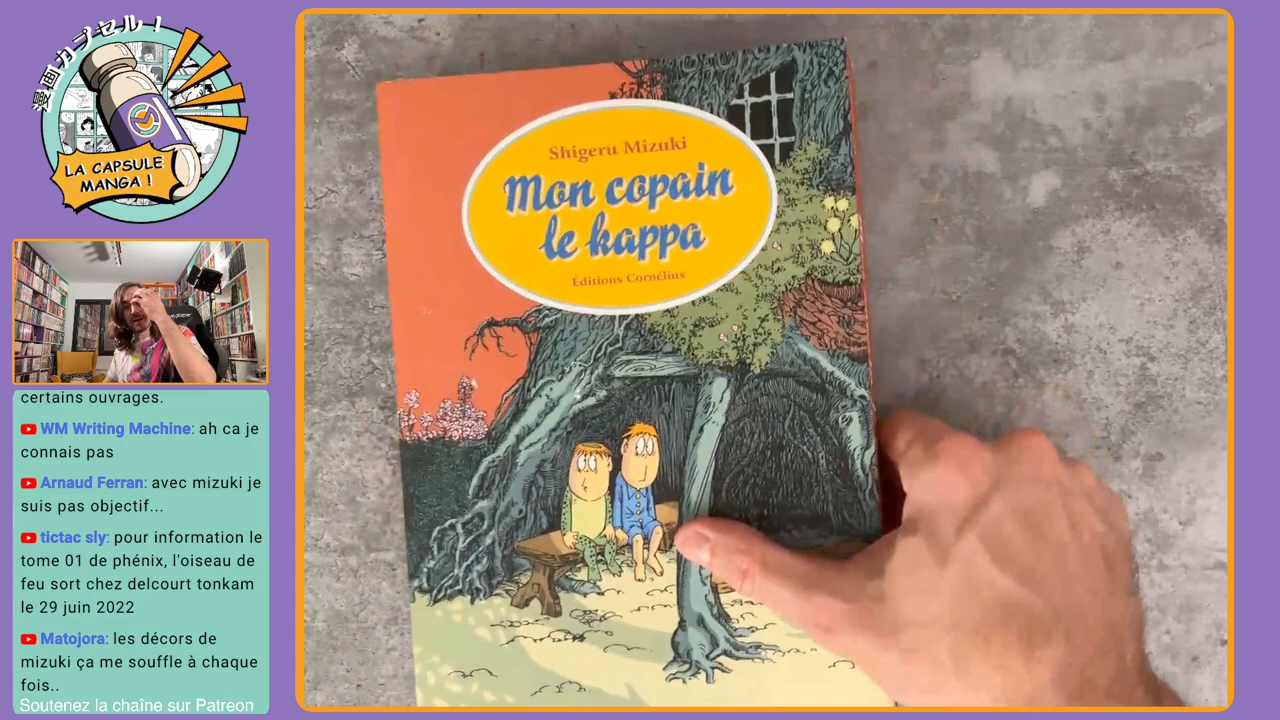 漫画カプセル!
LA CAPSULE
MANGA !
certains ouvrages.
WM Writing Machine: ah ca je
connais pas
Arnaud Ferran: avec mizuki je
suis pas objectif...
tictac sly: pour information le
tome 01 de phénix, l'oiseau de
feu sort chez delcourt tonkam
le 29 juin 2022
Matojora: les décors de
mizuki ça me souffle à chaque
fois..
Soutenez la chaîne sur Patreon
Shigeru Mizuki
Mon copain
le kappa
Éditions Cornélius